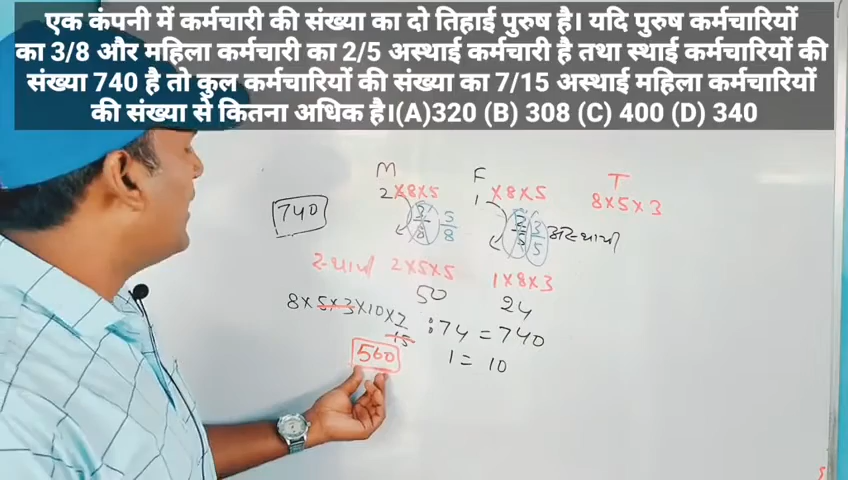 एक कंपनी में कर्मचारी की संख्या का दो तिहाई पुरुष है। यदि पुरुष कर्मचारियों
का 3/8 और महिला कर्मचारी का 2/5 अस्थाई कर्मचारी है तथा स्थाई कर्मचारियों की
संख्या 740 है तो कुल कर्मचारियों की संख्या का 7/15 अस्थाई महिला कर्मचारियों
की संख्या से कितना अधिक है।(A)320 (B) 308 (C) 400 (D) 340
M F T
2×8×5 1×8×5 8×5×3
740 3/8 5/8 2/5 3/5
2×5×5 1×8×3
50 24
8×5×3×10×7/15 :74 = 740
560 1 = 10